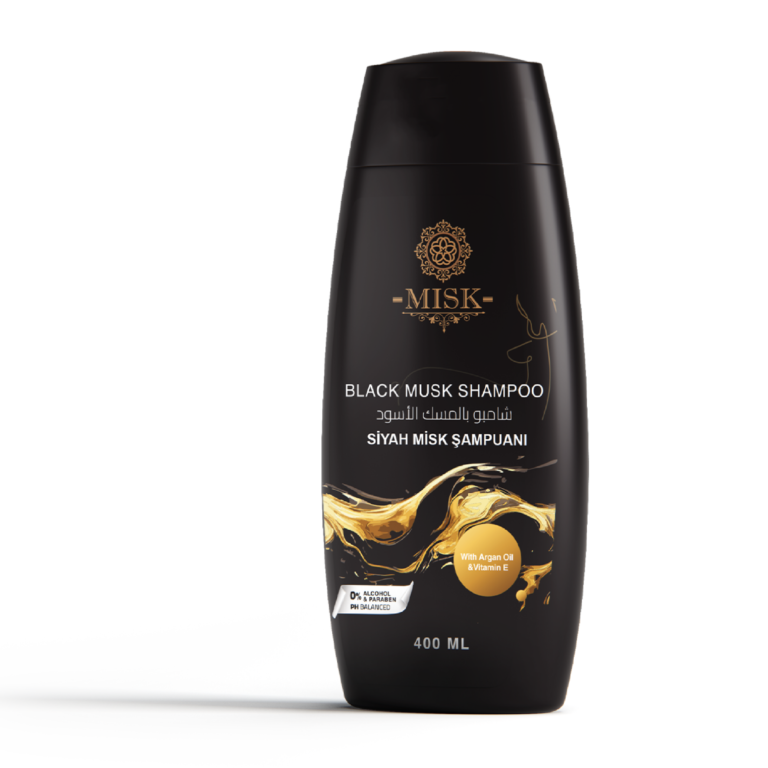 MISK
BLACK MUSK SHAMPOO
شامبو بالمسك الأسود
SİYAH MİSK ŞAMPUANI
With Argan Oil
&Vitamin E
0% ALCOHOL
& PARABEN
PH BALANCED
400 ML